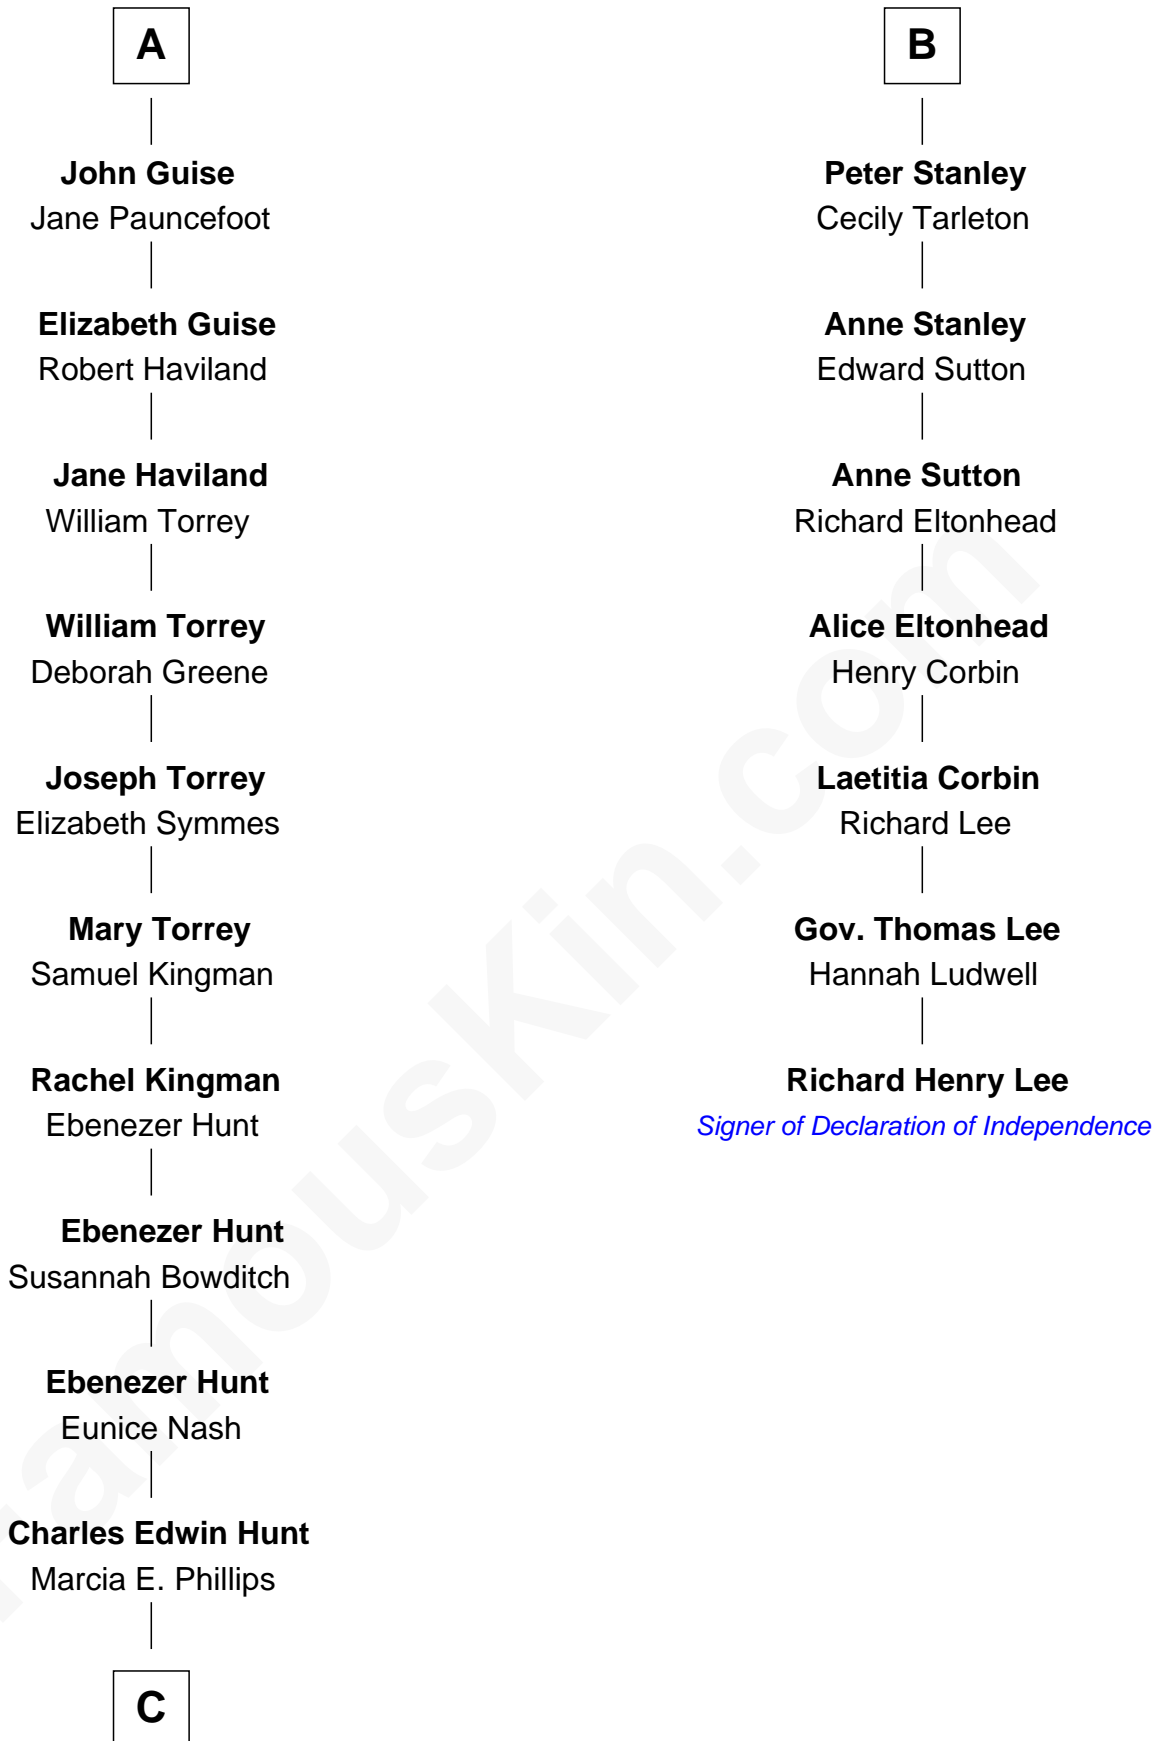 A
John Guise
Jane Pauncefoot
Elizabeth Guise
Robert Haviland
Jane Haviland
William Torrey
William Torrey
Deborah Greene
Joseph Torrey
Elizabeth Symmes
Mary Torrey
Samuel Kingman
Rachel Kingman
Ebenezer Hunt
Ebenezer Hunt
Susannah Bowditch
Ebenezer Hunt
Eunice Nash
Charles Edwin Hunt
Marcia E. Phillips
C
B
Peter Stanley
Cecily Tarleton
Anne Stanley
Edward Sutton
Anne Sutton
Richard Eltonhead
Alice Eltonhead
Henry Corbin
Laetitia Corbin
Richard Lee
Gov. Thomas Lee
Hannah Ludwell
Richard Henry Lee
Signer of Declaration of Independence
FamousKin.com